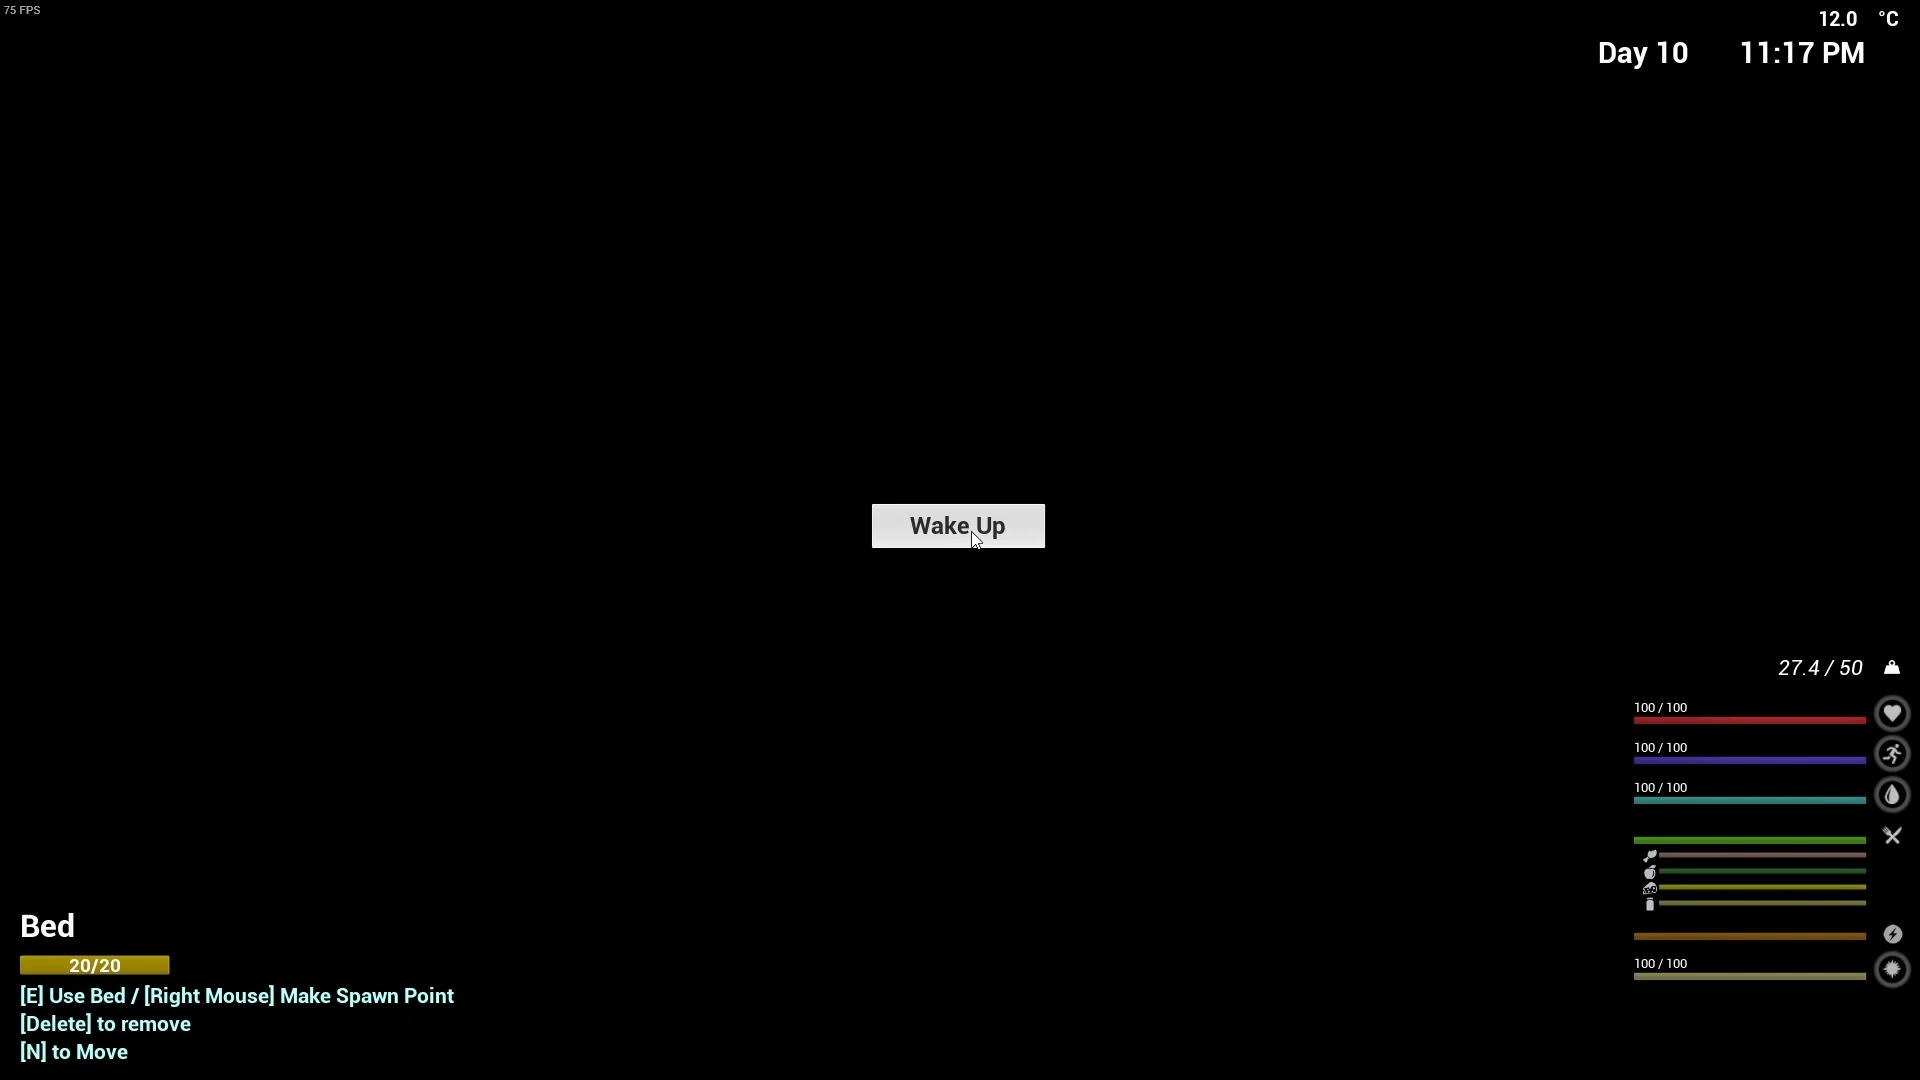 75 FPS
12.0 °C
Day 10 11:17 PM
Wake Up
27.4 / 50
100 / 100
100 / 100
100 / 100
100 / 100
Bed
20/20
[E] Use Bed / [Right Mouse] Make Spawn Point
[Delete] to remove
[N] to Move